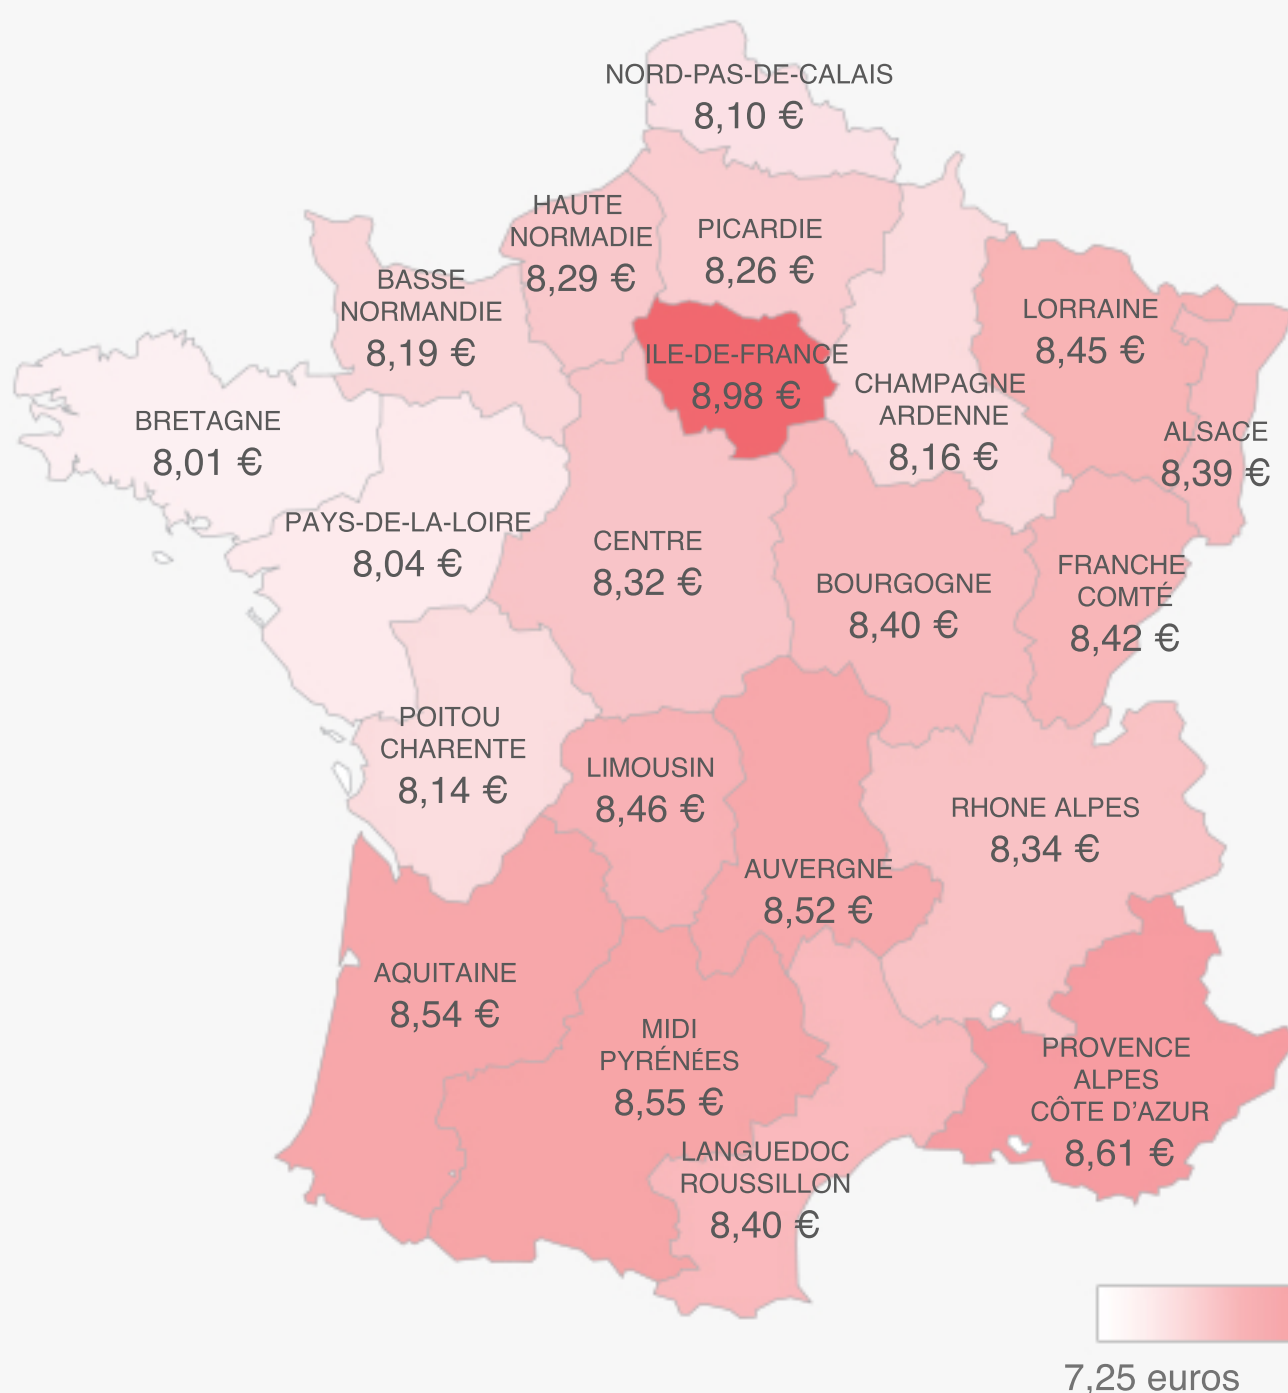 NORD-PAS-DE-CALAIS
8,10 €
HAUTE
NORMADIE
8,29 €
PICARDIE
8,26 €
BASSE
NORMANDIE
8,19 €
LORRAINE
8,45 €
ILE-DE-FRANCE
8,98 €
CHAMPAGNE
ARDENNE
8,16 €
ALSACE
8,39 €
BRETAGNE
8,01 €
PAYS-DE-LA-LOIRE
8,04 €
CENTRE
8,32 €
BOURGOGNE
8,40 €
FRANCHE
COMTÉ
8,42 €
POITOU
CHARENTE
8,14 €
LIMOUSIN
8,46 €
RHONE ALPES
8,34 €
AUVERGNE
8,52 €
AQUITAINE
8,54 €
MIDI
PYRÉNÉES
8,55 €
PROVENCE
ALPES
CÔTE D'AZUR
8,61 €
LANGUEDOC
ROUSSILLON
8,40 €
7,25 euros